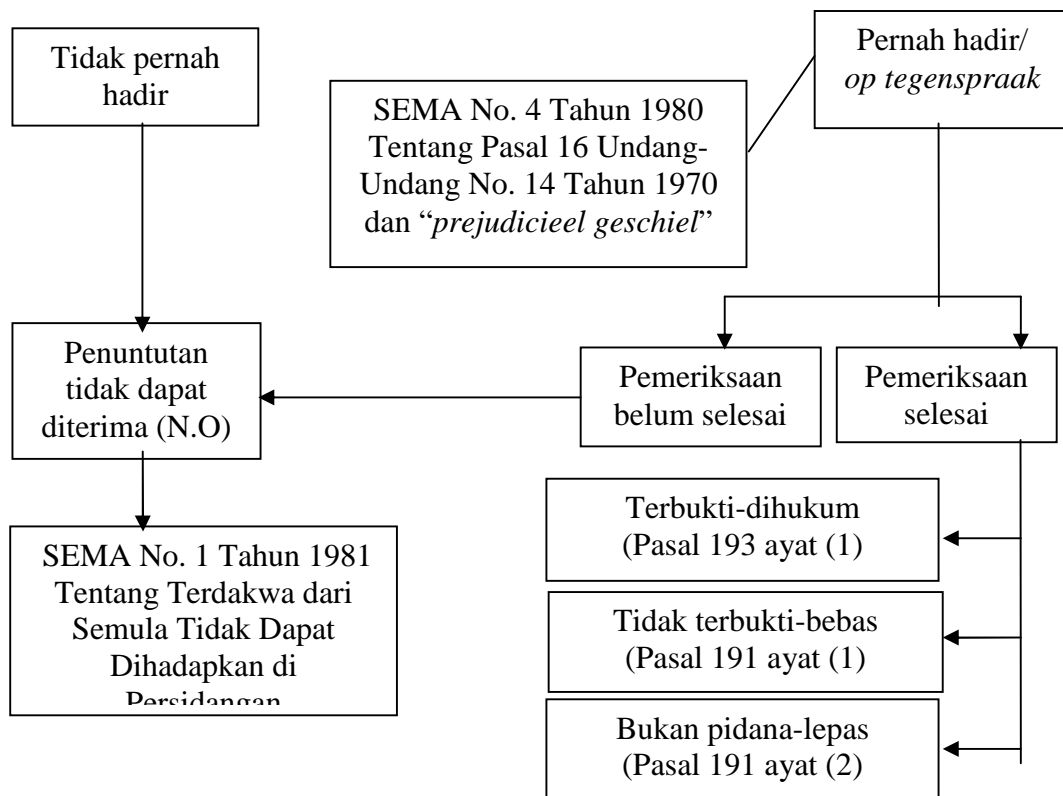 Tidak pernah
hadir
Pernah hadir/
op tegenspraak
SEMA No. 4 Tahun 1980
Tentang Pasal 16 Undang-
Undang No. 14 Tahun 1970
dan “prejudicieel geschiel”
Penuntutan
tidak dapat
diterima (N.O)
Pemeriksaan
belum selesai
Pemeriksaan
selesai
SEMA No. 1 Tahun 1981
Tentang Terdakwa dari
Semula Tidak Dapat
Dihadapkan di
Persidangan
Terbukti-dihukum
(Pasal 193 ayat (1)
Tidak terbukti-bebas
(Pasal 191 ayat (1)
Bukan pidana-lepas
(Pasal 191 ayat (2)